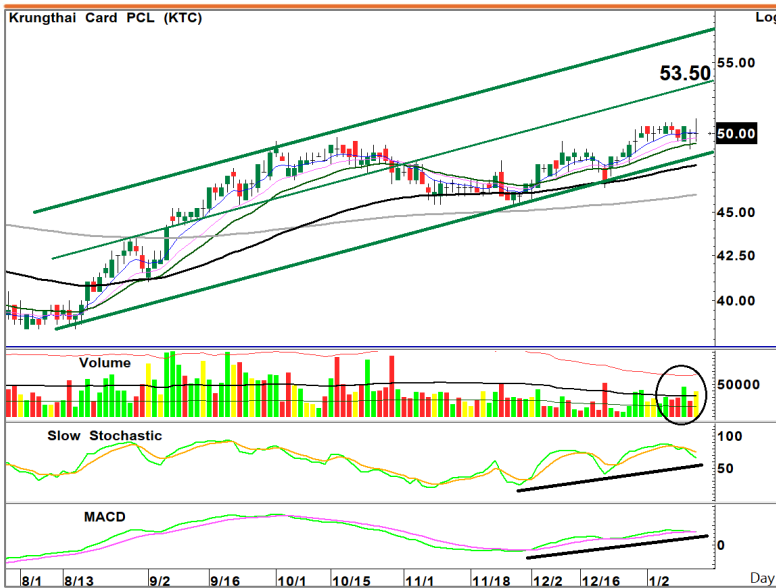 Krungthai Card PCL (KTC)
Log
55.00
53.50
50.00
45.00
42.50
40.00
Volume
50000
Slow Stochastic
100
50
MACD
0
8/1 8/13 9/2 9/16 10/1 10/15 11/1 11/18 12/2 12/16 1/2 Day